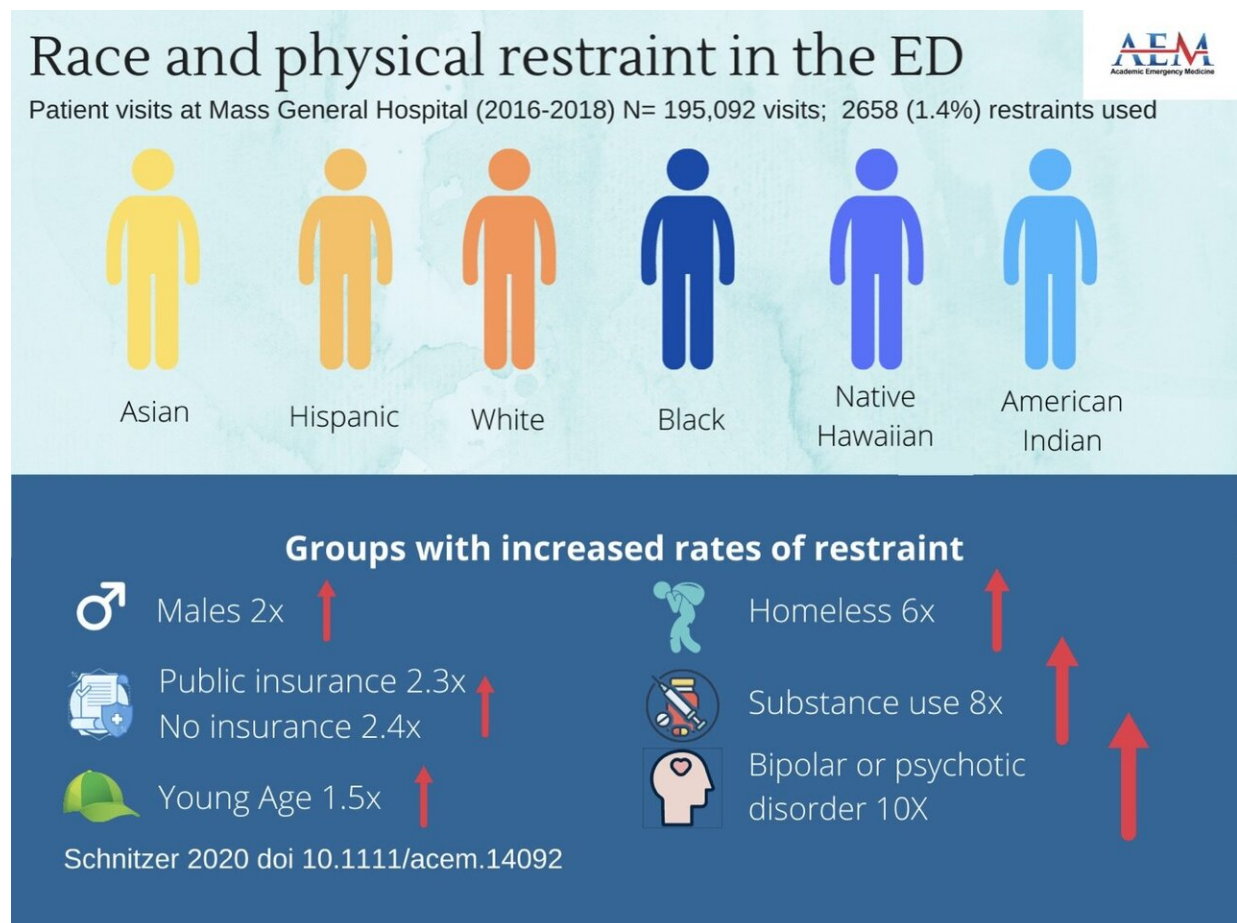 Race and physical restraint in the ED
AEM
Academic Emergency Medicine
Patient visits at Mass General Hospital (2016-2018) N= 195,092 visits;  2658 (1.4%) restraints used
Asian
Hispanic
White
Black
Native
Hawaiian
American
Indian
Groups with increased rates of restraint
Males 2x
Public insurance 2.3x
No insurance 2.4x
Young Age 1.5x
Homeless 6x
Substance use 8x
Bipolar or psychotic
disorder 10X
Schnitzer 2020 doi 10.1111/acem.14092